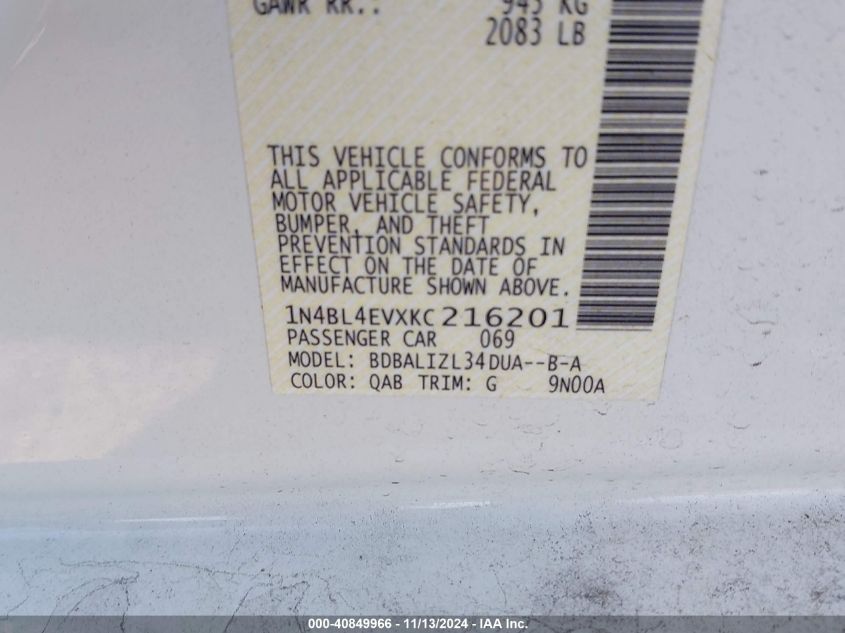 GAWR RR.: 945 KG
2083 LB
THIS VEHICLE CONFORMS TO
ALL APPLICABLE FEDERAL
MOTOR VEHICLE SAFETY,
BUMPER, AND THEFT
PREVENTION STANDARDS IN
EFFECT ON THE DATE OF
MANUFACTURE SHOWN ABOVE.
1N4BL4EVXKC216201
PASSENGER CAR 069
MODEL: BDBALIZL34DUA--B-A
COLOR: QAB TRIM: G 9N00A
000-40849966 - 11/13/2024 - IAA Inc.